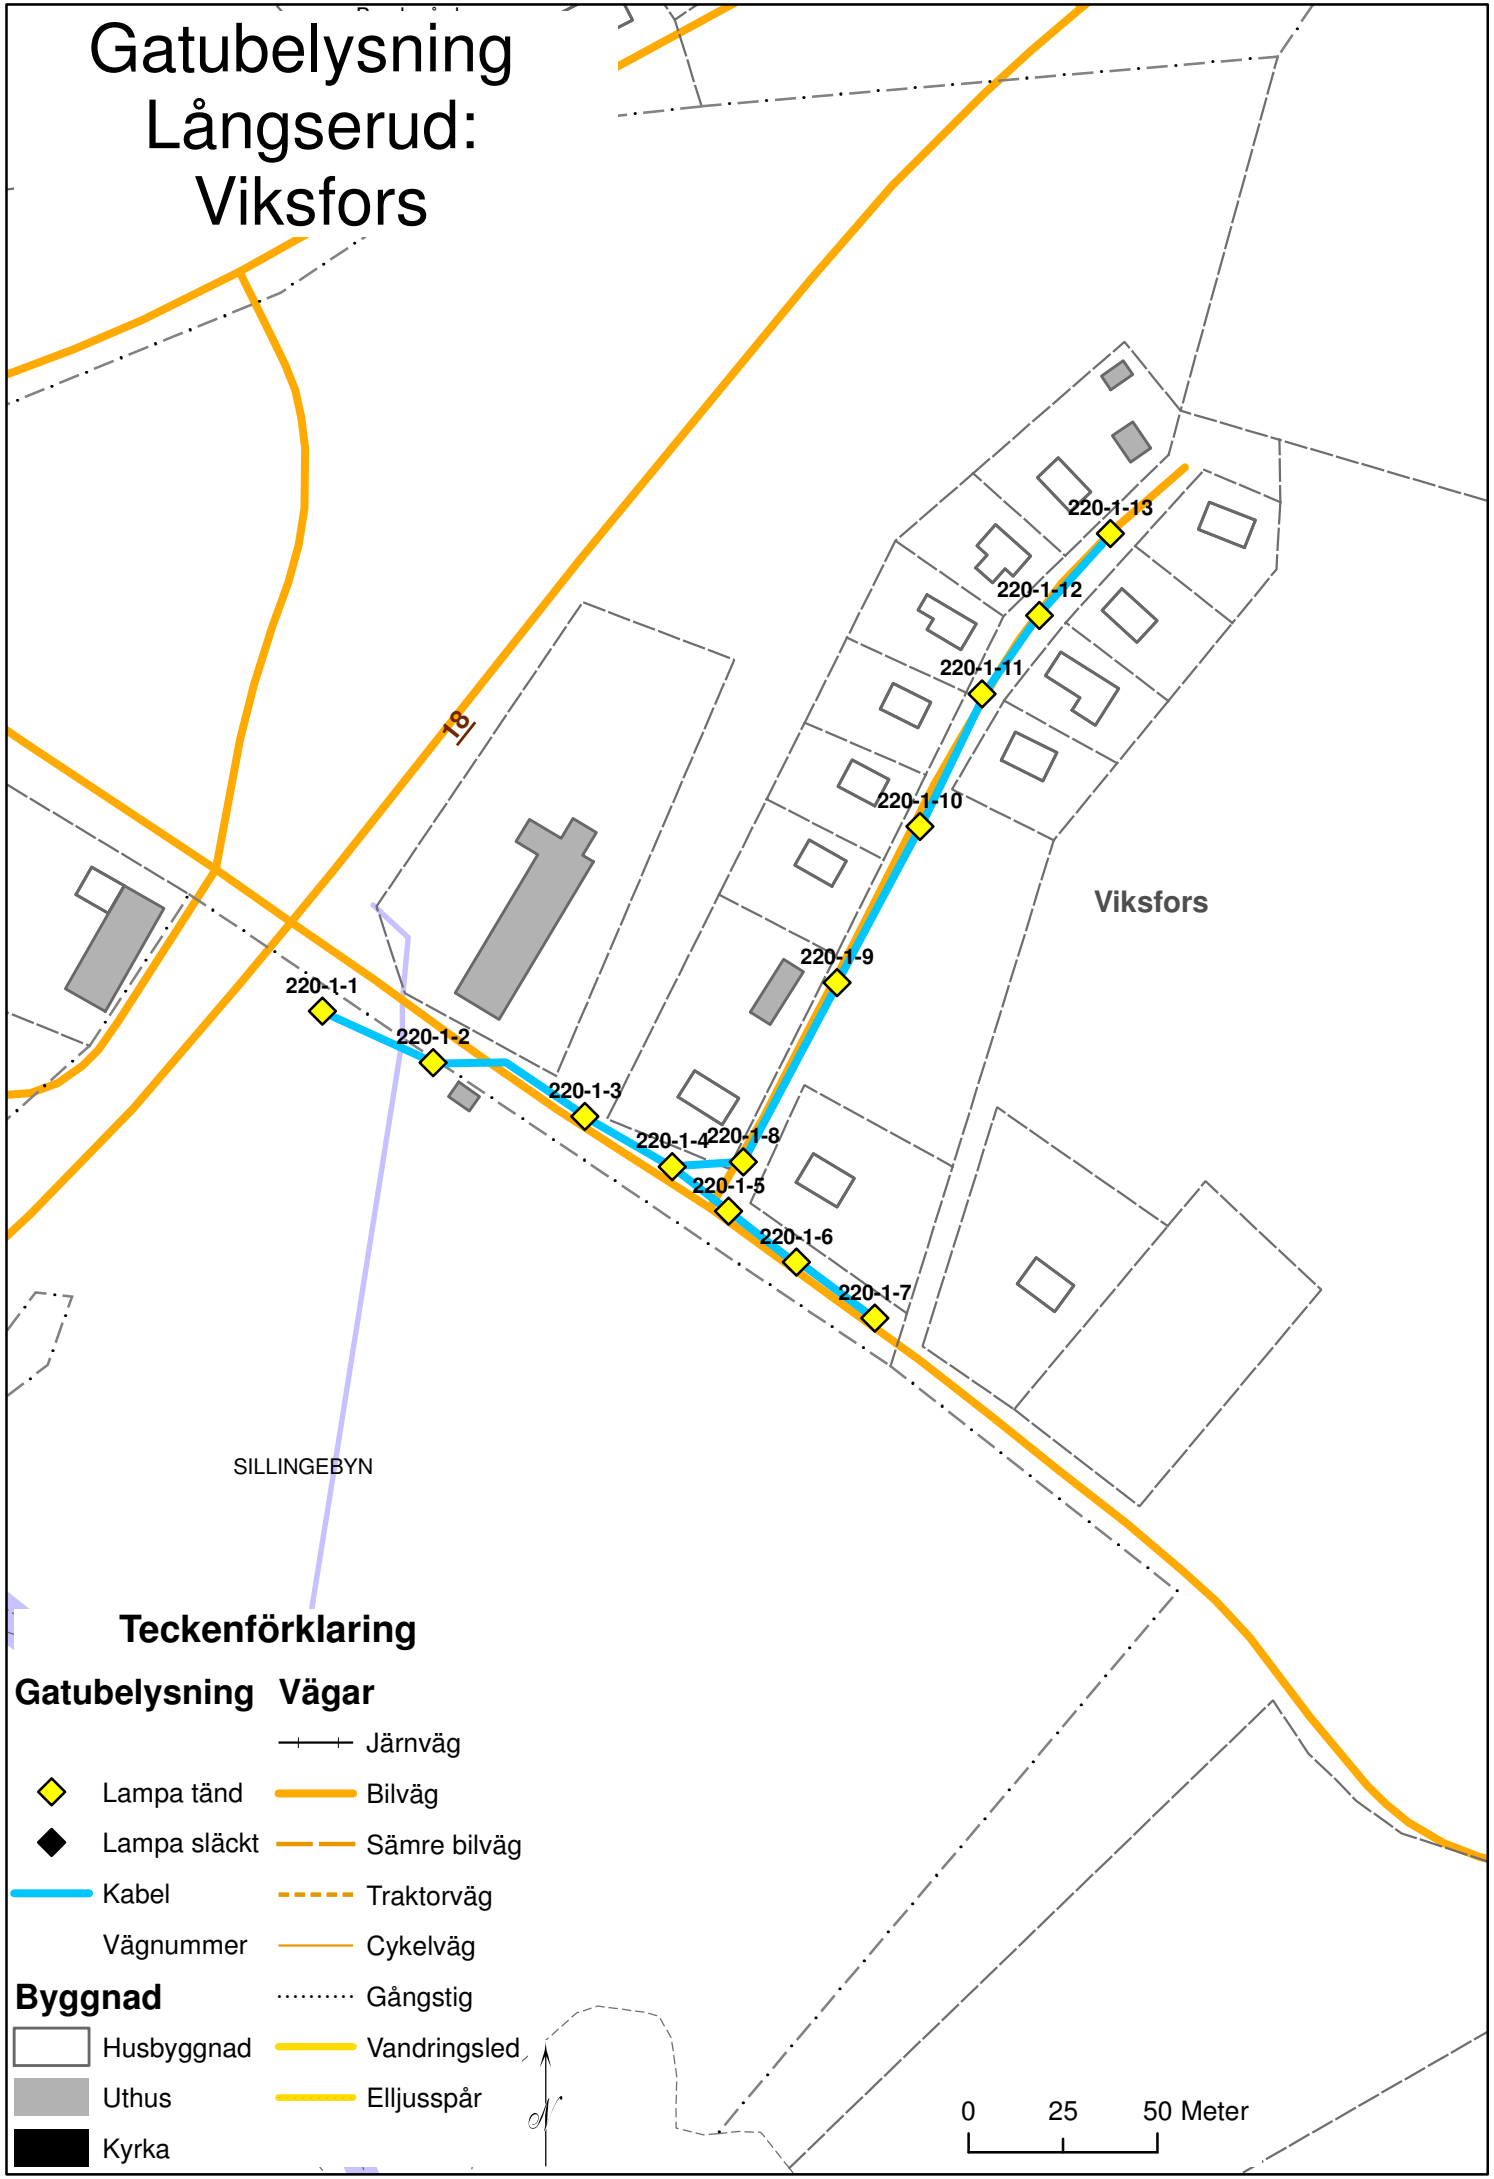 Gatubelysning
Långserud:
Viksfors
220-1-13
220-1-12
220-1-11
18
220-1-10
Viksfors
220-1-9
220-1-1
220-1-2
220-1-3
220-1-4
220-1-8
220-1-5
220-1-6
220-1-7
SILLINGEBYN
Teckenförklaring
Gatubelysning Vägar
Järnväg
Lampa tänd Bilväg
Lampa släckt Sämre bilväg
Kabel Traktorväg
Vägnummer Cykelväg
Byggnad Gångstig
Husbyggnad Vandringsled
Uthus Elljusspår
Kyrka
N
0 25 50 Meter